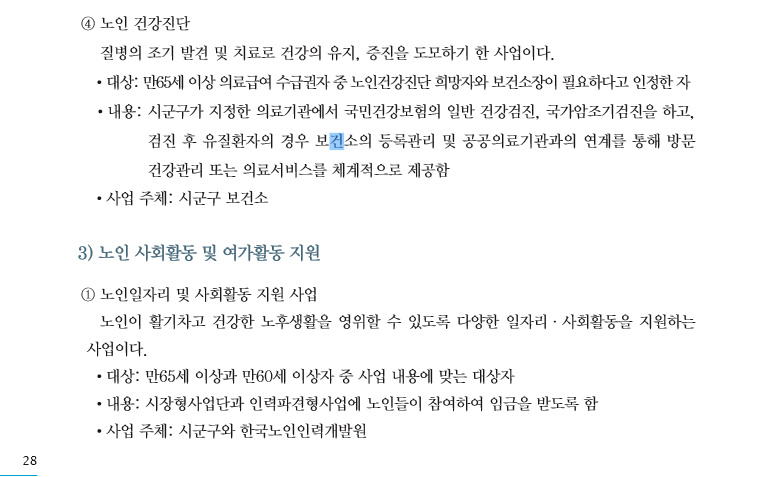 ④ 노인 건강진단
질병의 조기 발견 및 치료로 건강의 유지, 증진을 도모하기 한 사업이다.
• 대상: 만65세 이상 의료급여 수급권자 중 노인건강진단 희망자와 보건소장이 필요하다고 인정한 자
• 내용: 시군구가 지정한 의료기관에서 국민건강보험의 일반 건강검진, 국가암조기검진을 하고,
검진 후 유질환자의 경우 보건소의 등록관리 및 공공의료기관과의 연계를 통해 방문
건강관리 또는 의료서비스를 체계적으로 제공함
• 사업 주체: 시군구 보건소
3) 노인 사회활동 및 여가활동 지원
① 노인일자리 및 사회활동 지원 사업
노인이 활기차고 건강한 노후생활을 영위할 수 있도록 다양한 일자리 · 사회활동을 지원하는
사업이다.
• 대상: 만65세 이상과 만60세 이상자 중 사업 내용에 맞는 대상자
• 내용: 시장형사업단과 인력파견형사업에 노인들이 참여하여 임금을 받도록 함
• 사업 주체: 시군구와 한국노인인력개발원
28